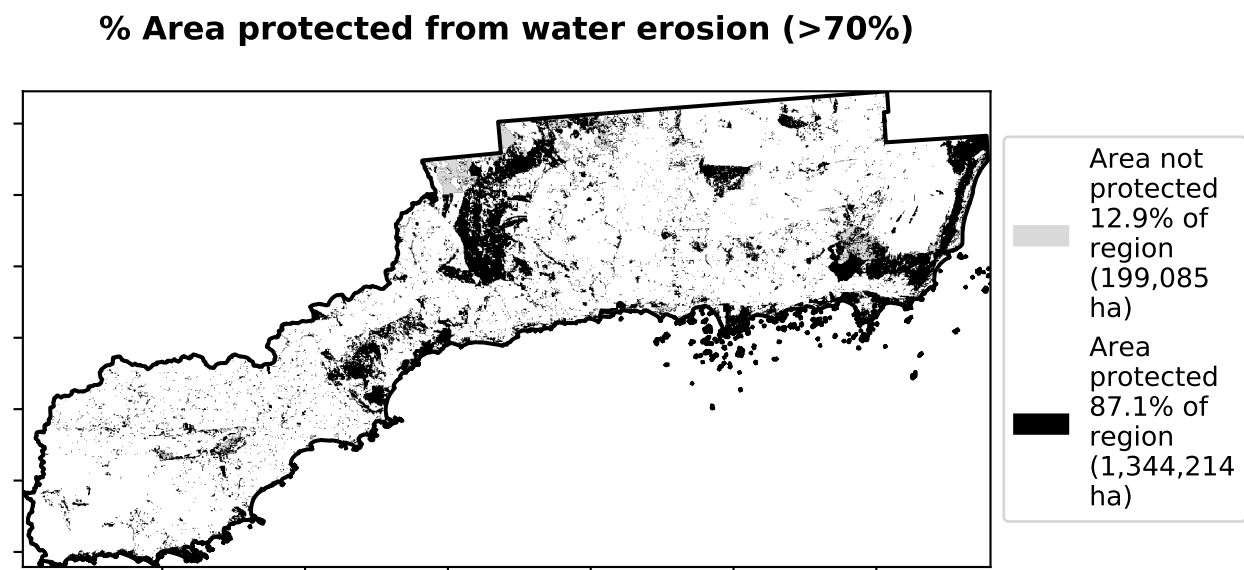 % Area protected from water erosion (>70%)
Area not
protected
12.9% of
region
(199,085
ha)
Area
protected
87.1% of
region
(1,344,214
ha)